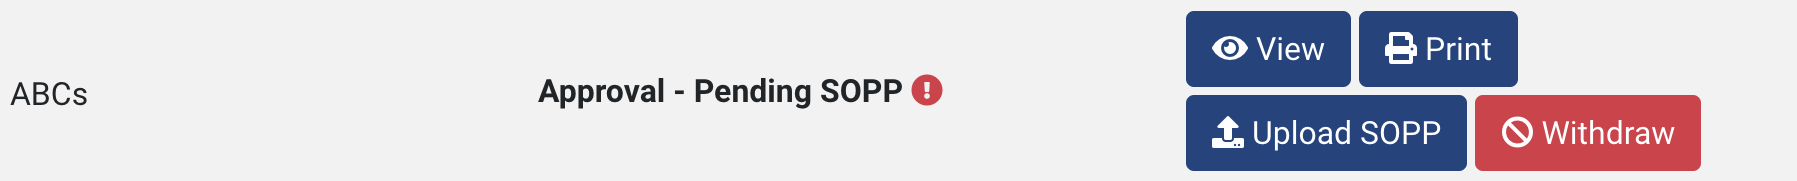 ABCs
Approval - Pending SOPP
View
Print
Upload SOPP
Withdraw